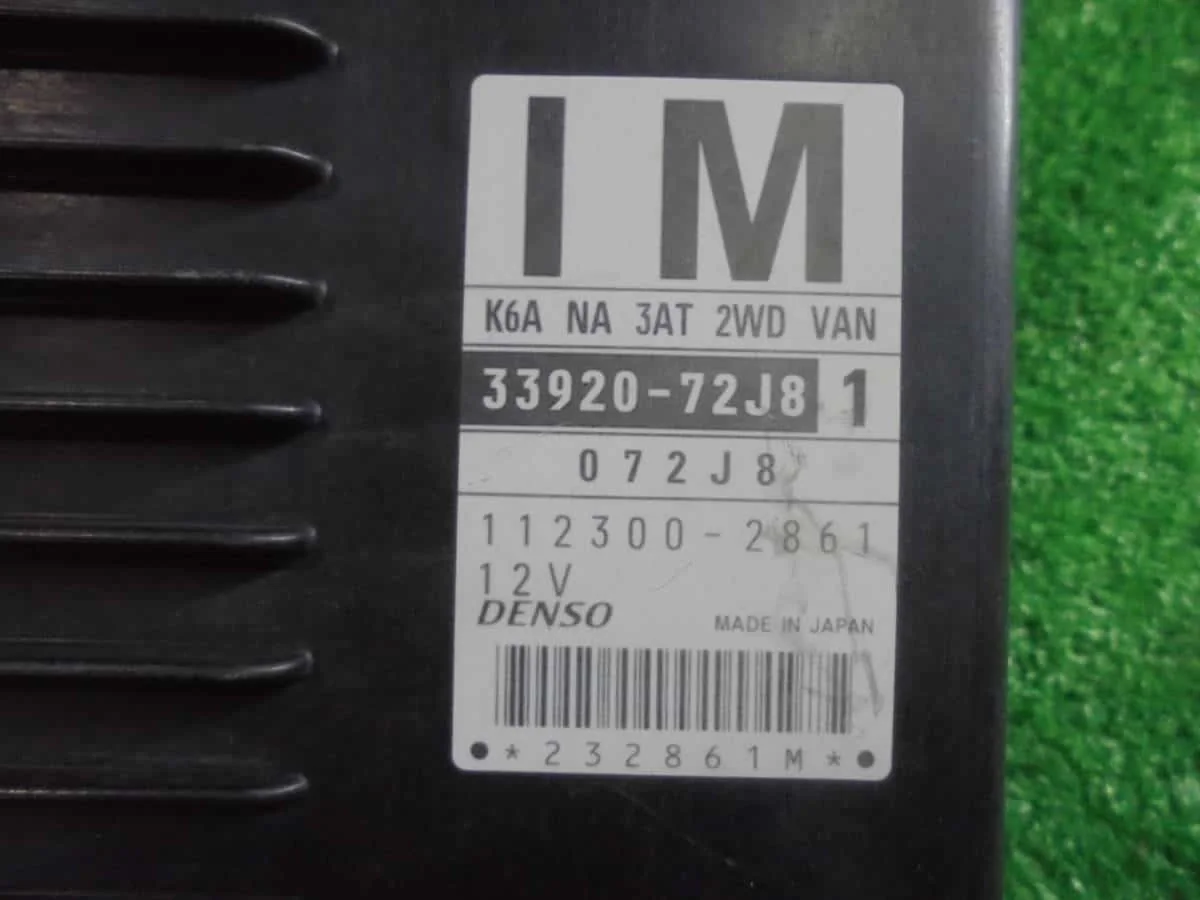 I M
K6A NA 3AT 2WD VAN
33920-72J8 1
072J8
112300-2861
12V
DENSO MADE IN JAPAN
*232861M*